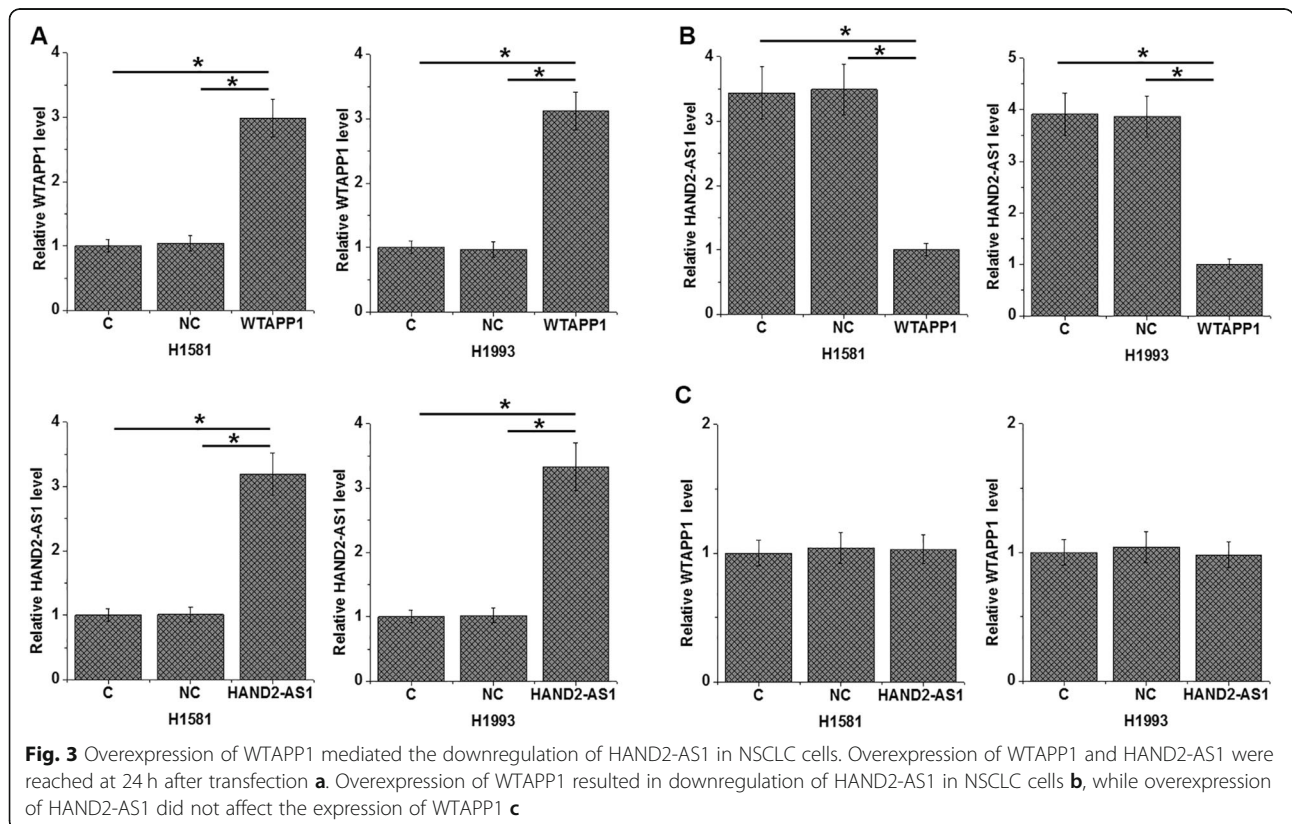 A
B
*
*
Relative WTAPP1 level
4
3
2
1
0
C NC WTAPP1
H1581
*
*
Relative WTAPP1 level
4
3
2
1
0
C NC WTAPP1
H1993
*
*
Relative HAND2-AS1 level
4
3
2
1
0
C NC WTAPP1
H1581
*
*
Relative HAND2-AS1 level
5
4
3
2
1
0
C NC WTAPP1
H1993
*
*
Relative HAND2-AS1 level
4
3
2
1
0
C NC HAND2-AS1
H1581
*
*
Relative HAND2-AS1 level
4
3
2
1
0
C NC HAND2-AS1
H1993
C
Relative WTAPP1 level
2
1
0
C NC HAND2-AS1
H1581
Relative WTAPP1 level
2
1
0
C NC HAND2-AS1
H1993
Fig. 3 Overexpression of WTAPP1 mediated the downregulation of HAND2-AS1 in NSCLC cells. Overexpression of WTAPP1 and HAND2-AS1 were
reached at 24 h after transfection a. Overexpression of WTAPP1 resulted in downregulation of HAND2-AS1 in NSCLC cells b, while overexpression
of HAND2-AS1 did not affect the expression of WTAPP1 c